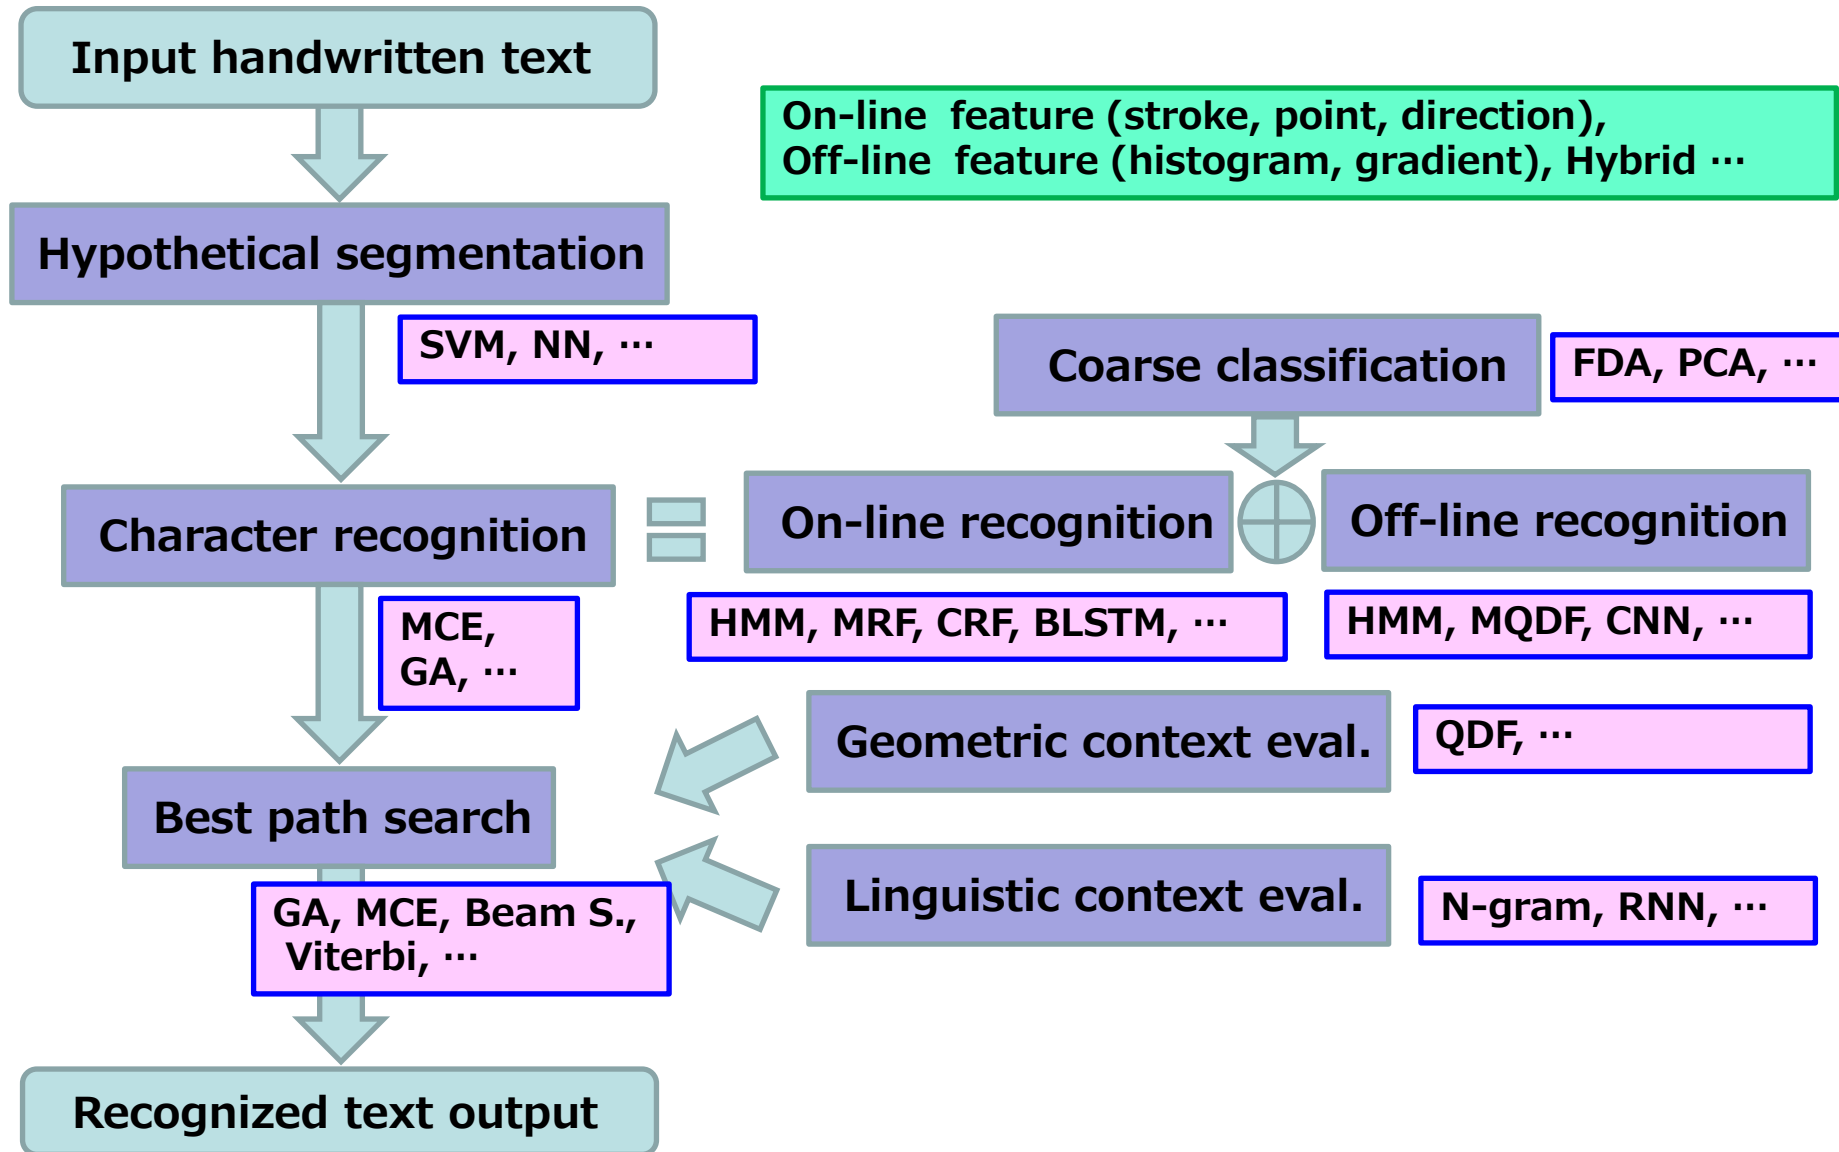 Input handwritten text
On-line  feature (stroke, point, direction),
Off-line  feature (histogram, gradient), Hybrid ⋯
Hypothetical segmentation
SVM, NN, ⋯
Coarse classification
FDA, PCA, ⋯
Character recognition
On-line recognition
Off-line recognition
MCE,
GA, ⋯
HMM, MRF, CRF, BLSTM, ⋯
HMM, MQDF, CNN, ⋯
Geometric context eval.
QDF, ⋯
Best path search
Linguistic context eval.
N-gram, RNN, ⋯
GA, MCE, Beam S.,
Viterbi, ⋯
Recognized text output